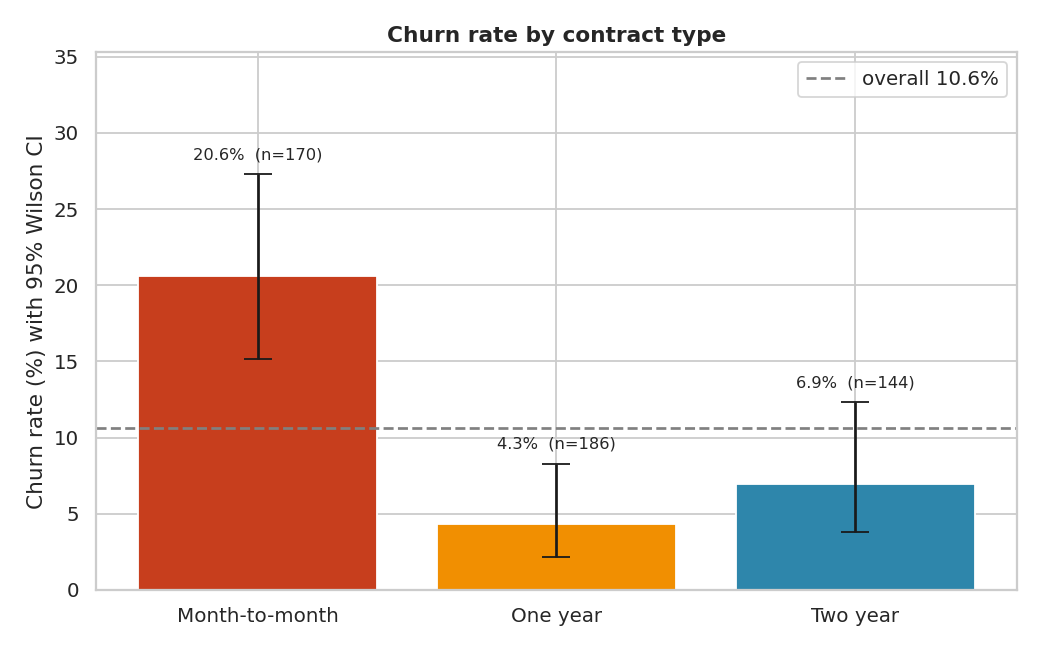 Churn rate by contract type
Churn rate (%) with 95% Wilson CI
35
30
25
20
15
10
5
0
overall 10.6%
20.6%  (n=170)
4.3%  (n=186)
6.9%  (n=144)
Month-to-month
One year
Two year